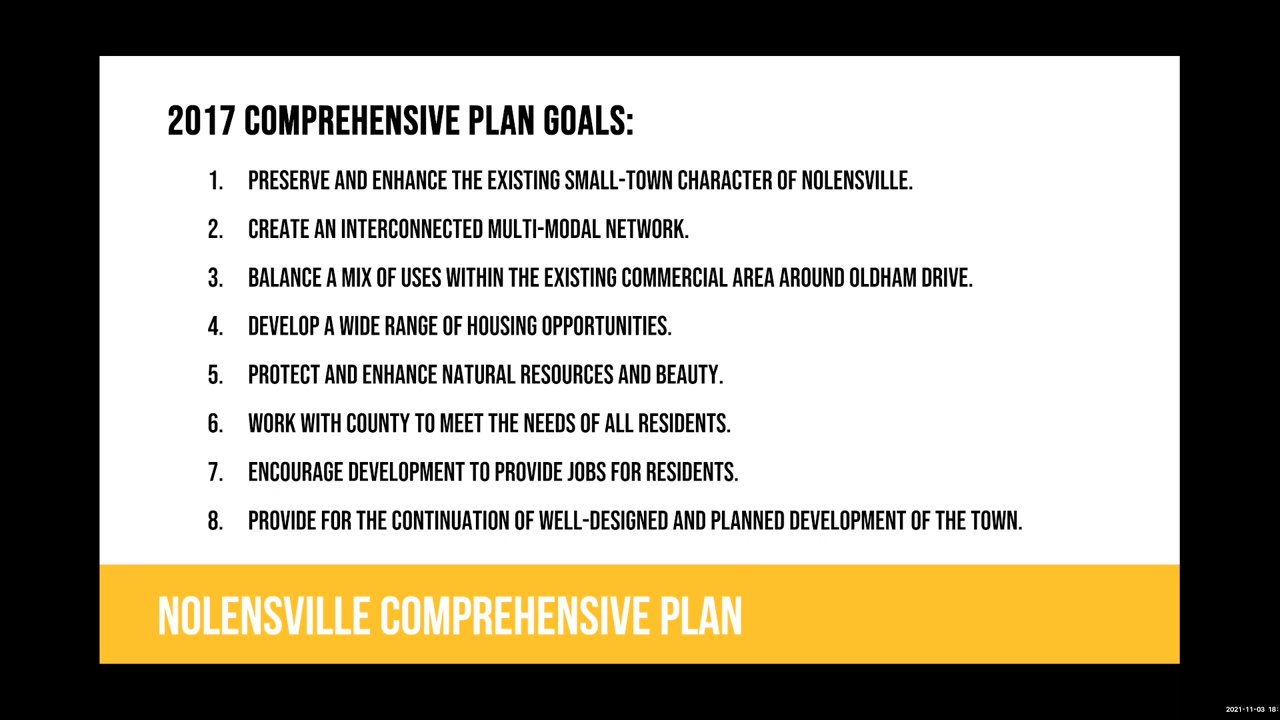 2017 COMPREHENSIVE PLAN GOALS:
1. PRESERVE AND ENHANCE THE EXISTING SMALL-TOWN CHARACTER OF NOLENSVILLE.
2. CREATE AN INTERCONNECTED MULTI-MODAL NETWORK.
3. BALANCE A MIX OF USES WITHIN THE EXISTING COMMERCIAL AREA AROUND OLDHAM DRIVE.
4. DEVELOP A WIDE RANGE OF HOUSING OPPORTUNITIES.
5. PROTECT AND ENHANCE NATURAL RESOURCES AND BEAUTY.
6. WORK WITH COUNTY TO MEET THE NEEDS OF ALL RESIDENTS.
7. ENCOURAGE DEVELOPMENT TO PROVIDE JOBS FOR RESIDENTS.
8. PROVIDE FOR THE CONTINUATION OF WELL-DESIGNED AND PLANNED DEVELOPMENT OF THE TOWN.
NOLENSVILLE COMPREHENSIVE PLAN
2021-11-03 18: